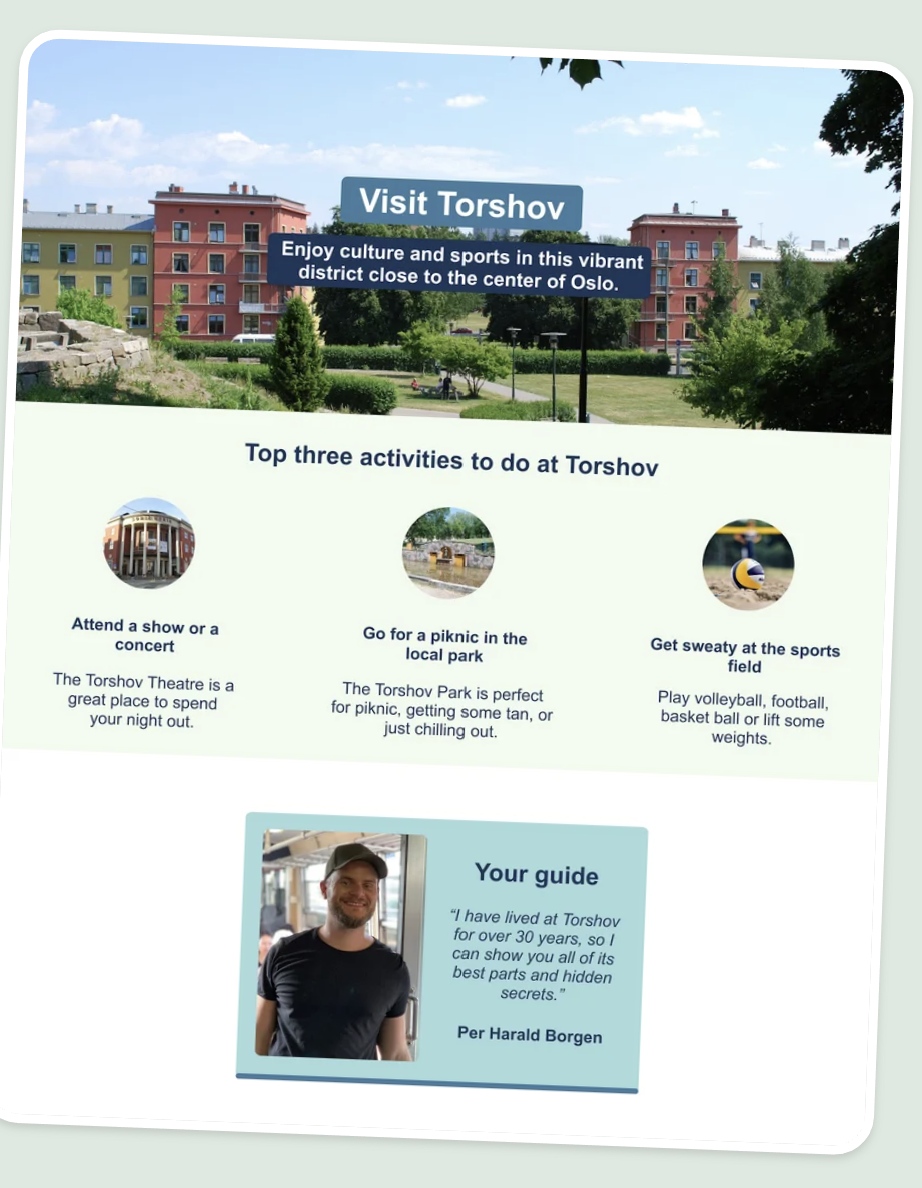 Visit Torshov
Enjoy culture and sports in this vibrant
district close to the center of Oslo.
Top three activities to do at Torshov
Attend a show or a
concert
The Torshov Theatre is a
great place to spend
your night out.
Go for a piknic in the
local park
The Torshov Park is perfect
for piknic, getting some tan, or
just chilling out.
Get sweaty at the sports
field
Play volleyball, football,
basket ball or lift some
weights.
Your guide
“I have lived at Torshov
for over 30 years, so I
can show you all of its
best parts and hidden
secrets.”
Per Harald Borgen